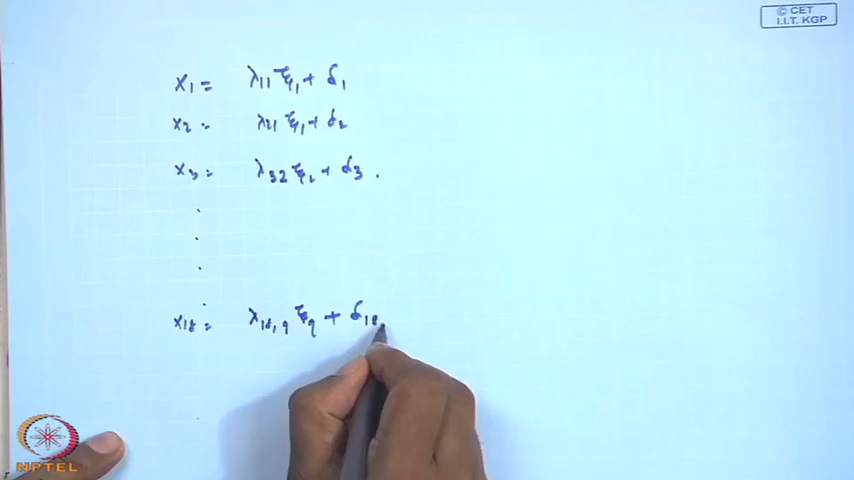 © CET
I.I.T. KGP
x₁ = λ₁₁ ξ₁ + δ₁
x₂ = λ₂₁ ξ₁ + δ₂
x₃ = λ₃₂ ξ₂ + δ₃ .
.
.
.
.
x₁₈ = λ₁₈,₉ ξ₉ + δ₁₈
NPTEL